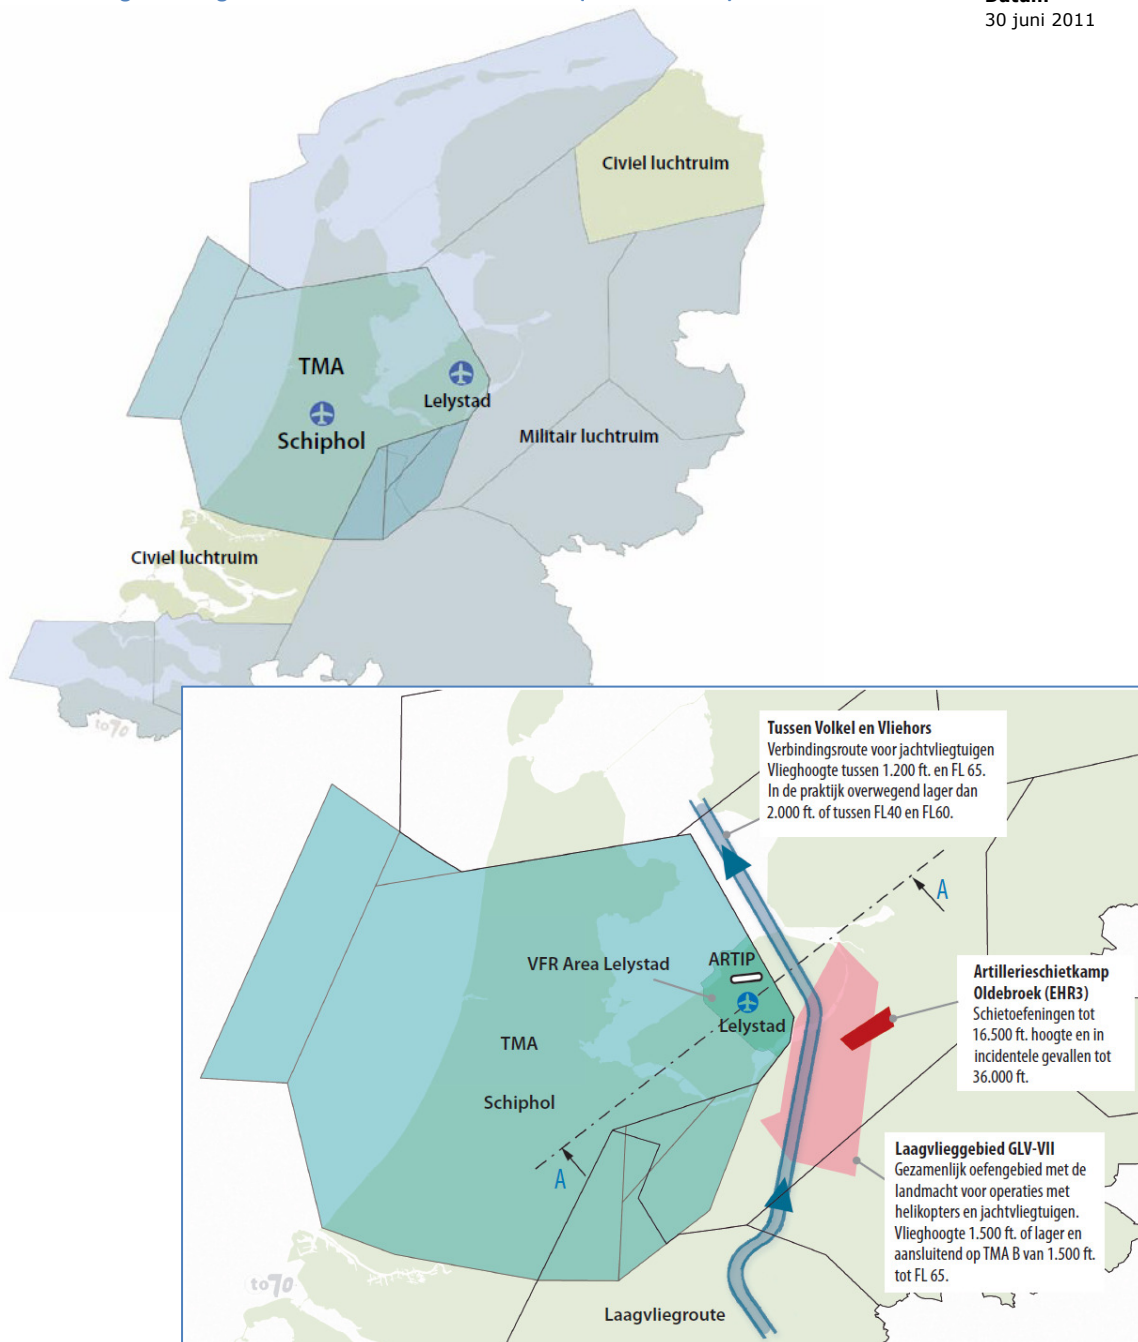 30 juni 2011
Civiel luchtruim
TMA
Lelystad
Schiphol
Militair luchtruim
Civiel luchtruim
to70
Tussen Volkel en Vliehors
Verbindingsroute voor jachtvliegtuigen
Vlieghoogte tussen 1.200 ft. en FL 65.
In de praktijk overwegend lager dan
2.000 ft. of tussen FL40 en FL60.
A
ARTIP
VFR Area Lelystad
Lelystad
Artillerieschietkamp
Oldebroek (EHR3)
Schietoefeningen tot
16.500 ft. hoogte en in
incidentele gevallen tot
36.000 ft.
TMA
Schiphol
A
Laagvlieggebied GLV-VII
Gezamenlijk oefengebied met de
landmacht voor operaties met
helikopters en jachtvliegtuigen.
Vlieghoogte 1.500 ft. of lager en
aansluitend op TMA B van 1.500 ft.
tot FL 65.
to70
Laagvliegroute